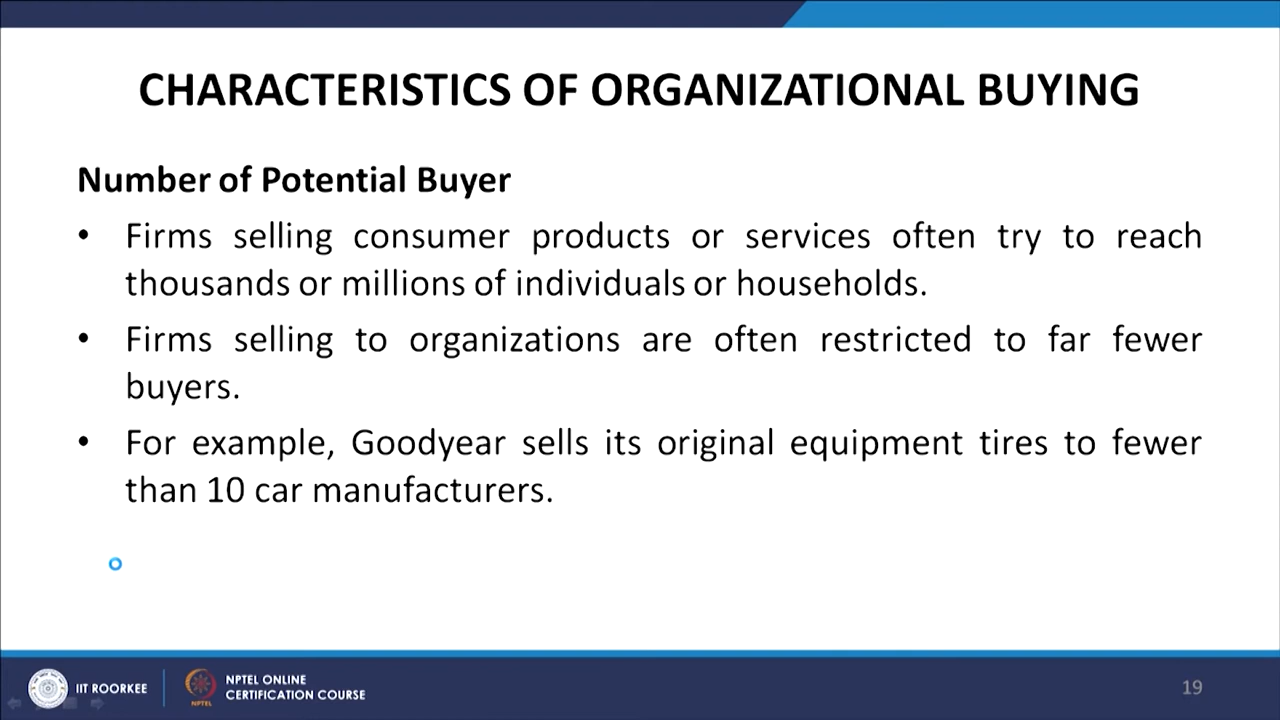 CHARACTERISTICS OF ORGANIZATIONAL BUYING
Number of Potential Buyer
• Firms selling consumer products or services often try to reach
thousands or millions of individuals or households.
• Firms selling to organizations are often restricted to far fewer
buyers.
• For example, Goodyear sells its original equipment tires to fewer
than 10 car manufacturers.
IIT ROORKEE
NPTEL
NPTEL ONLINE
CERTIFICATION COURSE
19